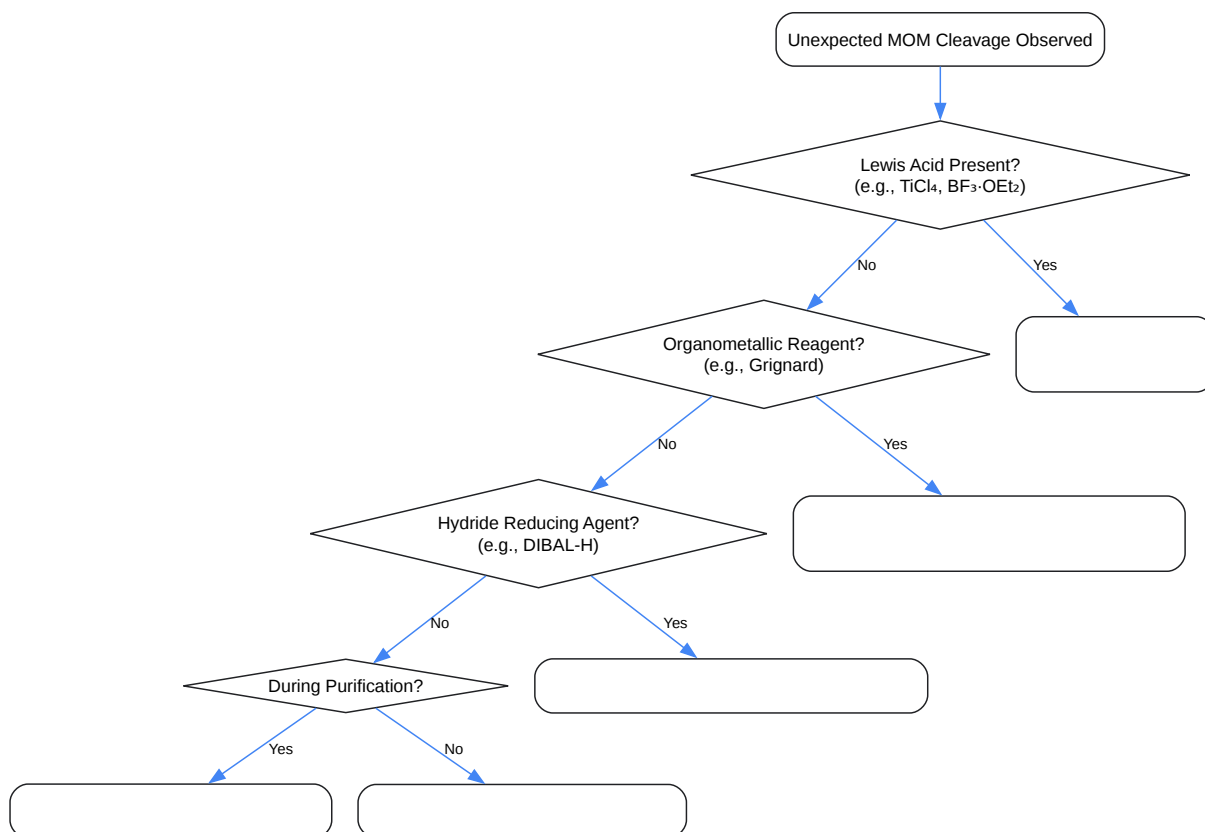 Unexpected MOM Cleavage Observed
Lewis Acid Present?
(e.g., TiCl₄, BF₃·OEt₂)
No
Yes
Organometallic Reagent?
(e.g., Grignard)
No
Yes
Hydride Reducing Agent?
(e.g., DIBAL-H)
No
Yes
During Purification?
Yes
No